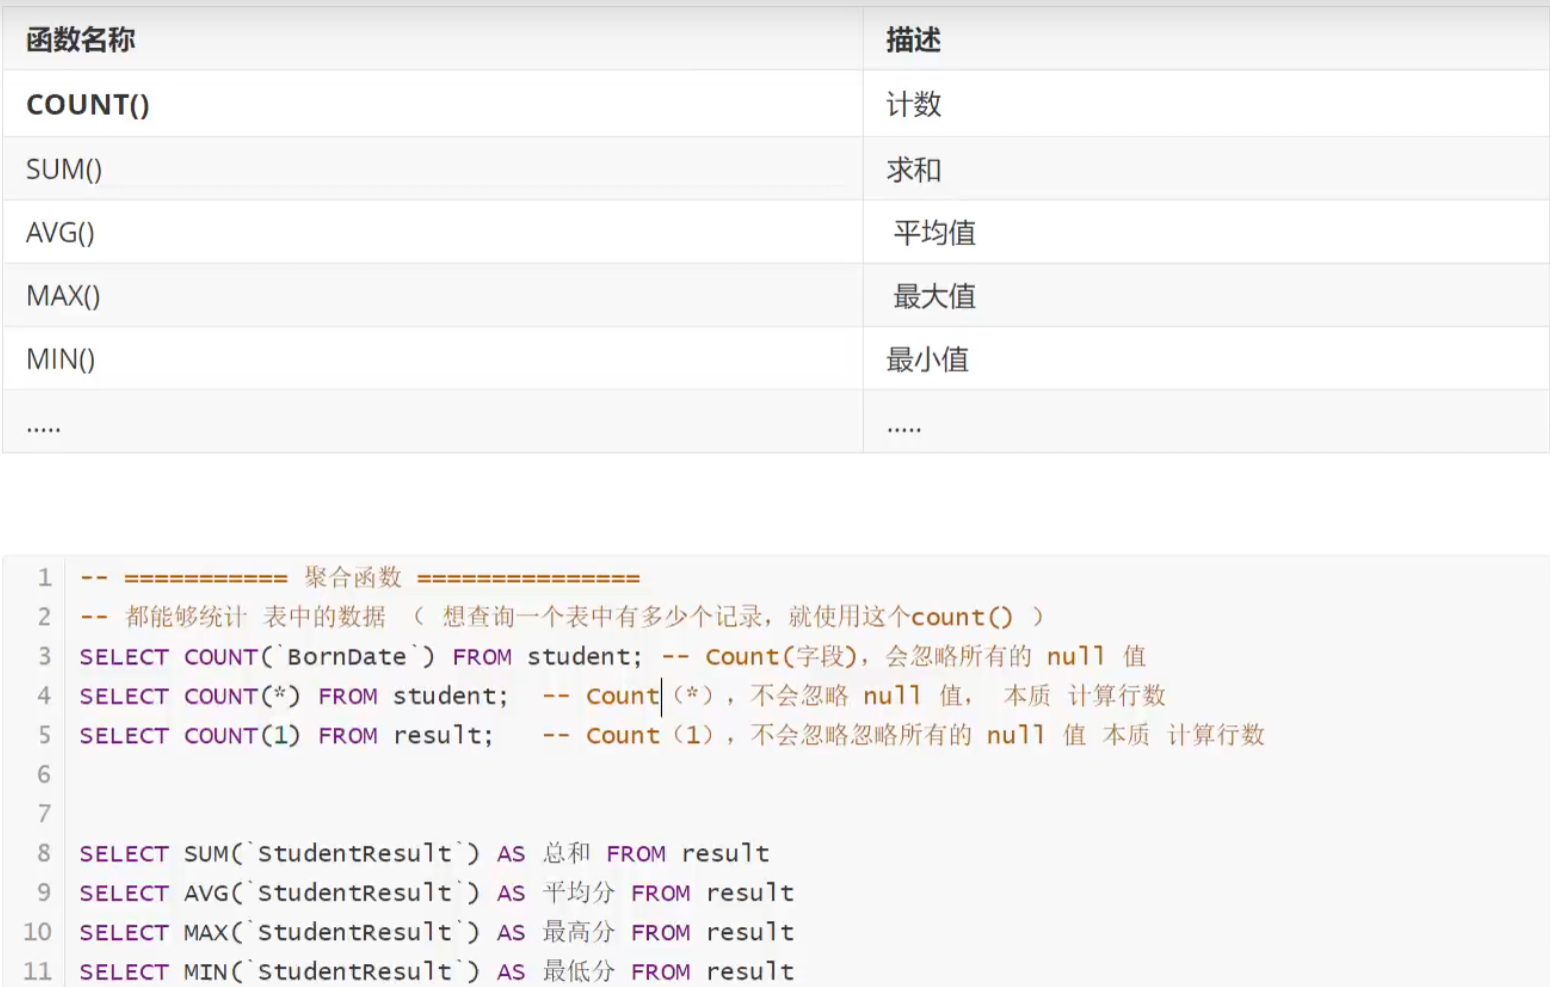 函数名称 描述
COUNT() 计数
SUM() 求和
AVG() 平均值
MAX() 最大值
MIN() 最小值
..... .....
1 -- =========== 聚合函数 ===============
2 -- 都能够统计 表中的数据 （ 想查询一个表中有多少个记录，就使用这个count() ）
3 SELECT COUNT(`BornDate`) FROM student; -- Count(字段)，会忽略所有的 null 值
4 SELECT COUNT(*) FROM student;  -- Count（*），不会忽略 null 值， 本质 计算行数
5 SELECT COUNT(1) FROM result;   -- Count（1），不会忽略忽略所有的 null 值 本质 计算行数
6
7
8 SELECT SUM(`StudentResult`) AS 总和 FROM result
9 SELECT AVG(`StudentResult`) AS 平均分 FROM result
10 SELECT MAX(`StudentResult`) AS 最高分 FROM result
11 SELECT MIN(`StudentResult`) AS 最低分 FROM result